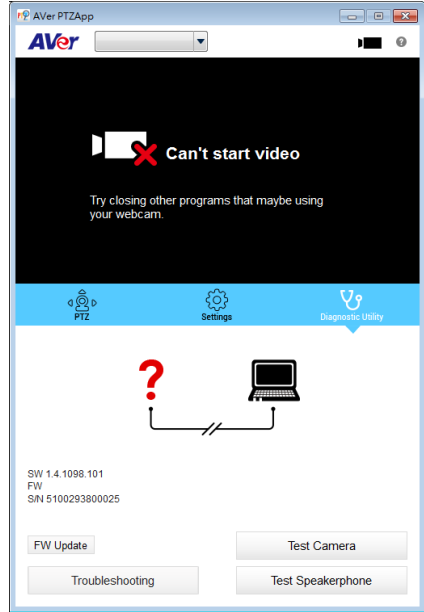 AVer PTZApp
AVer
Can't start video
Try closing other programs that maybe using
your webcam.
PTZ
Settings
Diagnostic Utility
?
SW 1.4.1098.101
FW
S/N 5100293800025
FW Update
Test Camera
Troubleshooting
Test Speakerphone